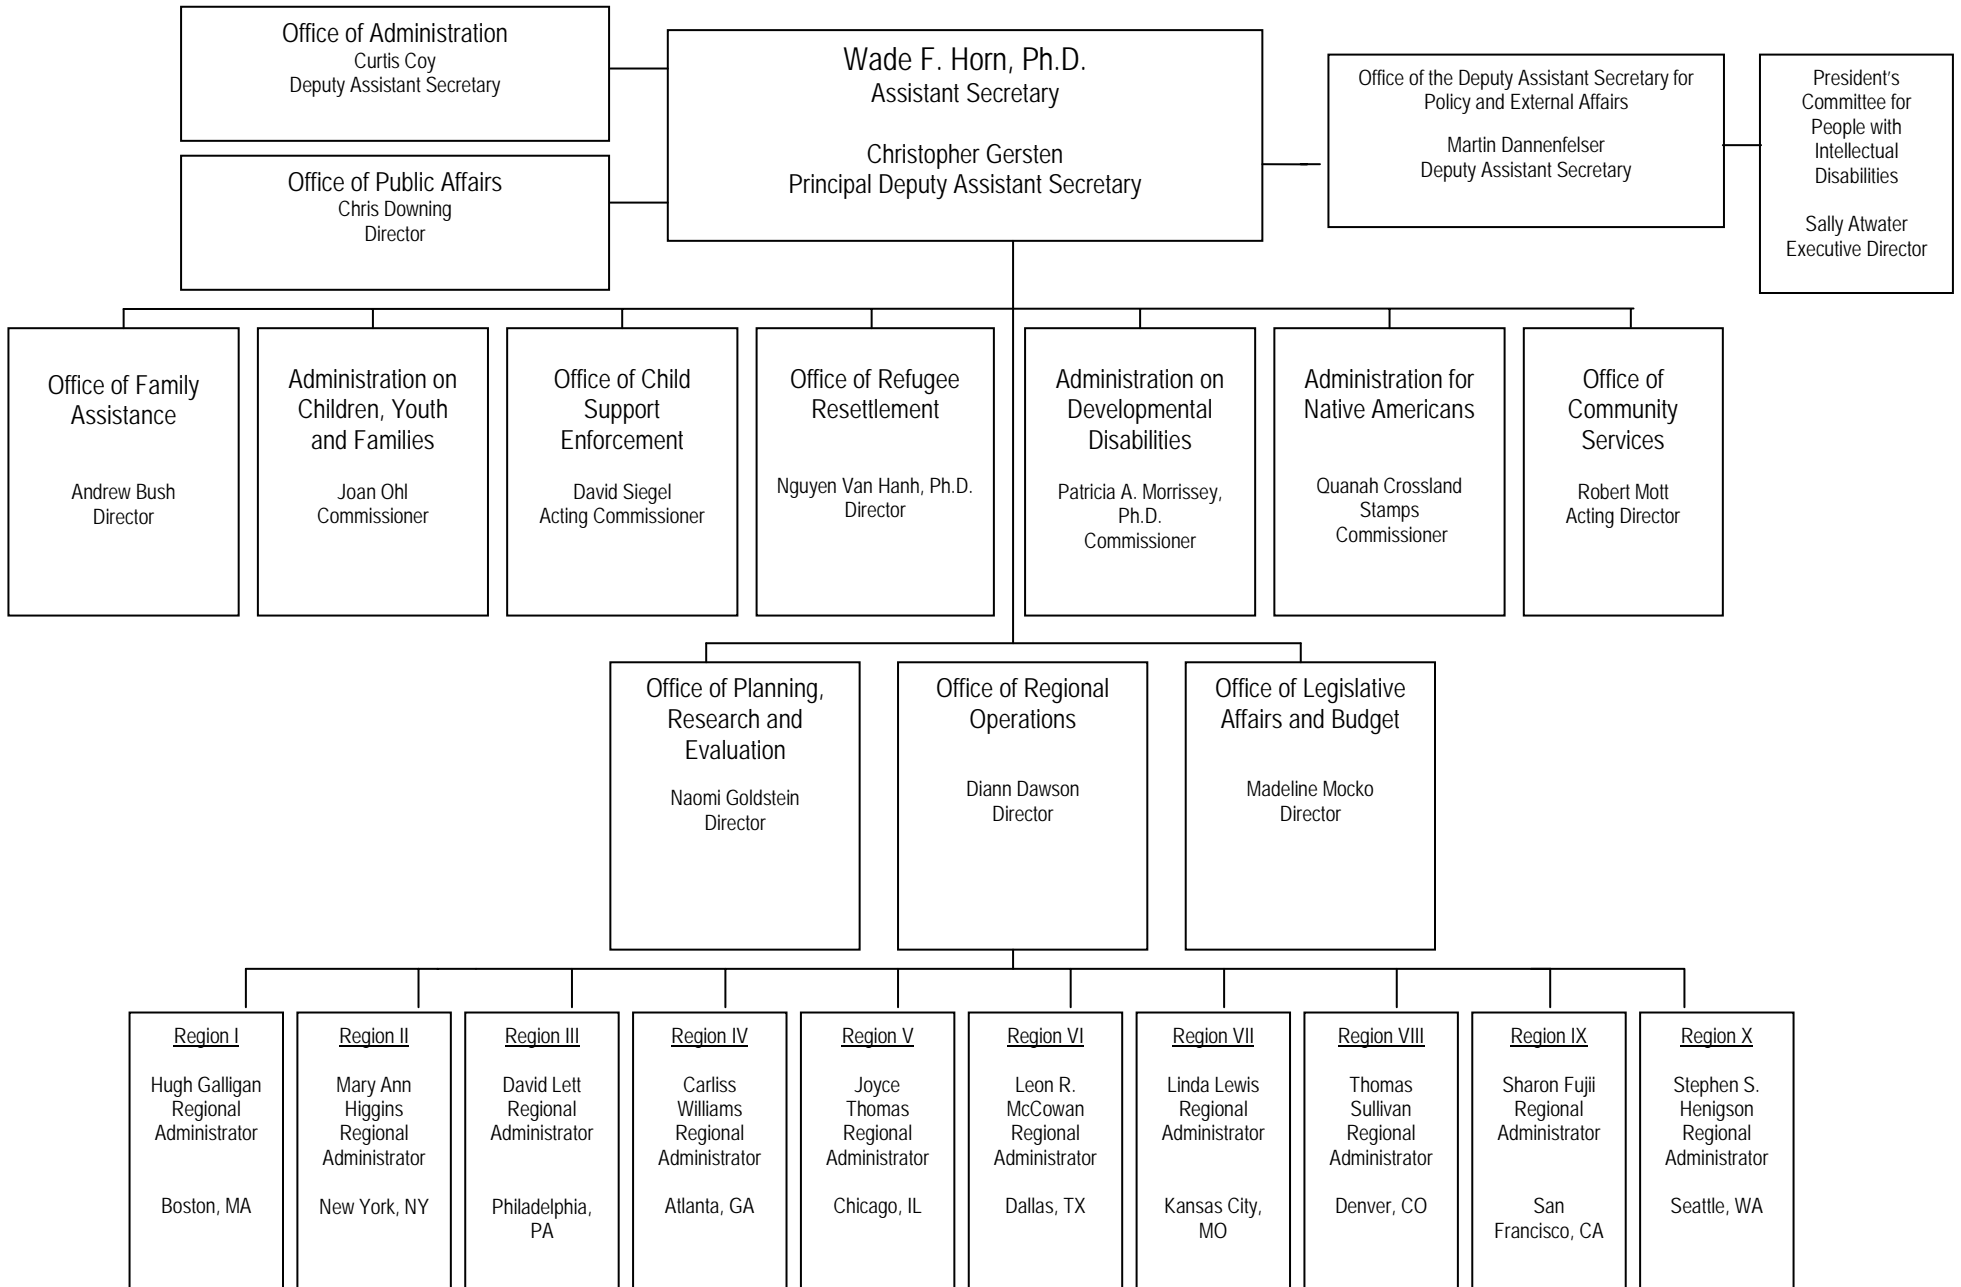 Office of Administration
Curtis Coy
Deputy Assistant Secretary
Office of Public Affairs
Chris Downing
Director
Wade F. Horn, Ph.D.
Assistant Secretary
Christopher Gersten
Principal Deputy Assistant Secretary
Office of the Deputy Assistant Secretary for
Policy and External Affairs
Martin Dannenfelser
Deputy Assistant Secretary
President's
Committee for
People with
Intellectual
Disabilities
Sally Atwater
Executive Director
Office of Family
Assistance
Andrew Bush
Director
Administration on
Children, Youth
and Families
Joan Ohl
Commissioner
Office of Child
Support
Enforcement
David Siegel
Acting Commissioner
Office of Refugee
Resettlement
Nguyen Van Hanh, Ph.D.
Director
Administration on
Developmental
Disabilities
Patricia A. Morrissey,
Ph.D.
Commissioner
Administration for
Native Americans
Quanah Crossland
Stamps
Commissioner
Office of
Community
Services
Robert Mott
Acting Director
Office of Planning,
Research and
Evaluation
Naomi Goldstein
Director
Office of Regional
Operations
Diann Dawson
Director
Office of Legislative
Affairs and Budget
Madeline Mocko
Director
Region I
Hugh Galligan
Regional
Administrator
Boston, MA
Region II
Mary Ann
Higgins
Regional
Administrator
New York, NY
Region III
David Lett
Regional
Administrator
Philadelphia,
PA
Region IV
Carliss
Williams
Regional
Administrator
Atlanta, GA
Region V
Joyce
Thomas
Regional
Administrator
Chicago, IL
Region VI
Leon R.
McCowan
Regional
Administrator
Dallas, TX
Region VII
Linda Lewis
Regional
Administrator
Kansas City,
MO
Region VIII
Thomas
Sullivan
Regional
Administrator
Denver, CO
Region IX
Sharon Fujii
Regional
Administrator
San
Francisco, CA
Region X
Stephen S.
Henigson
Regional
Administrator
Seattle, WA